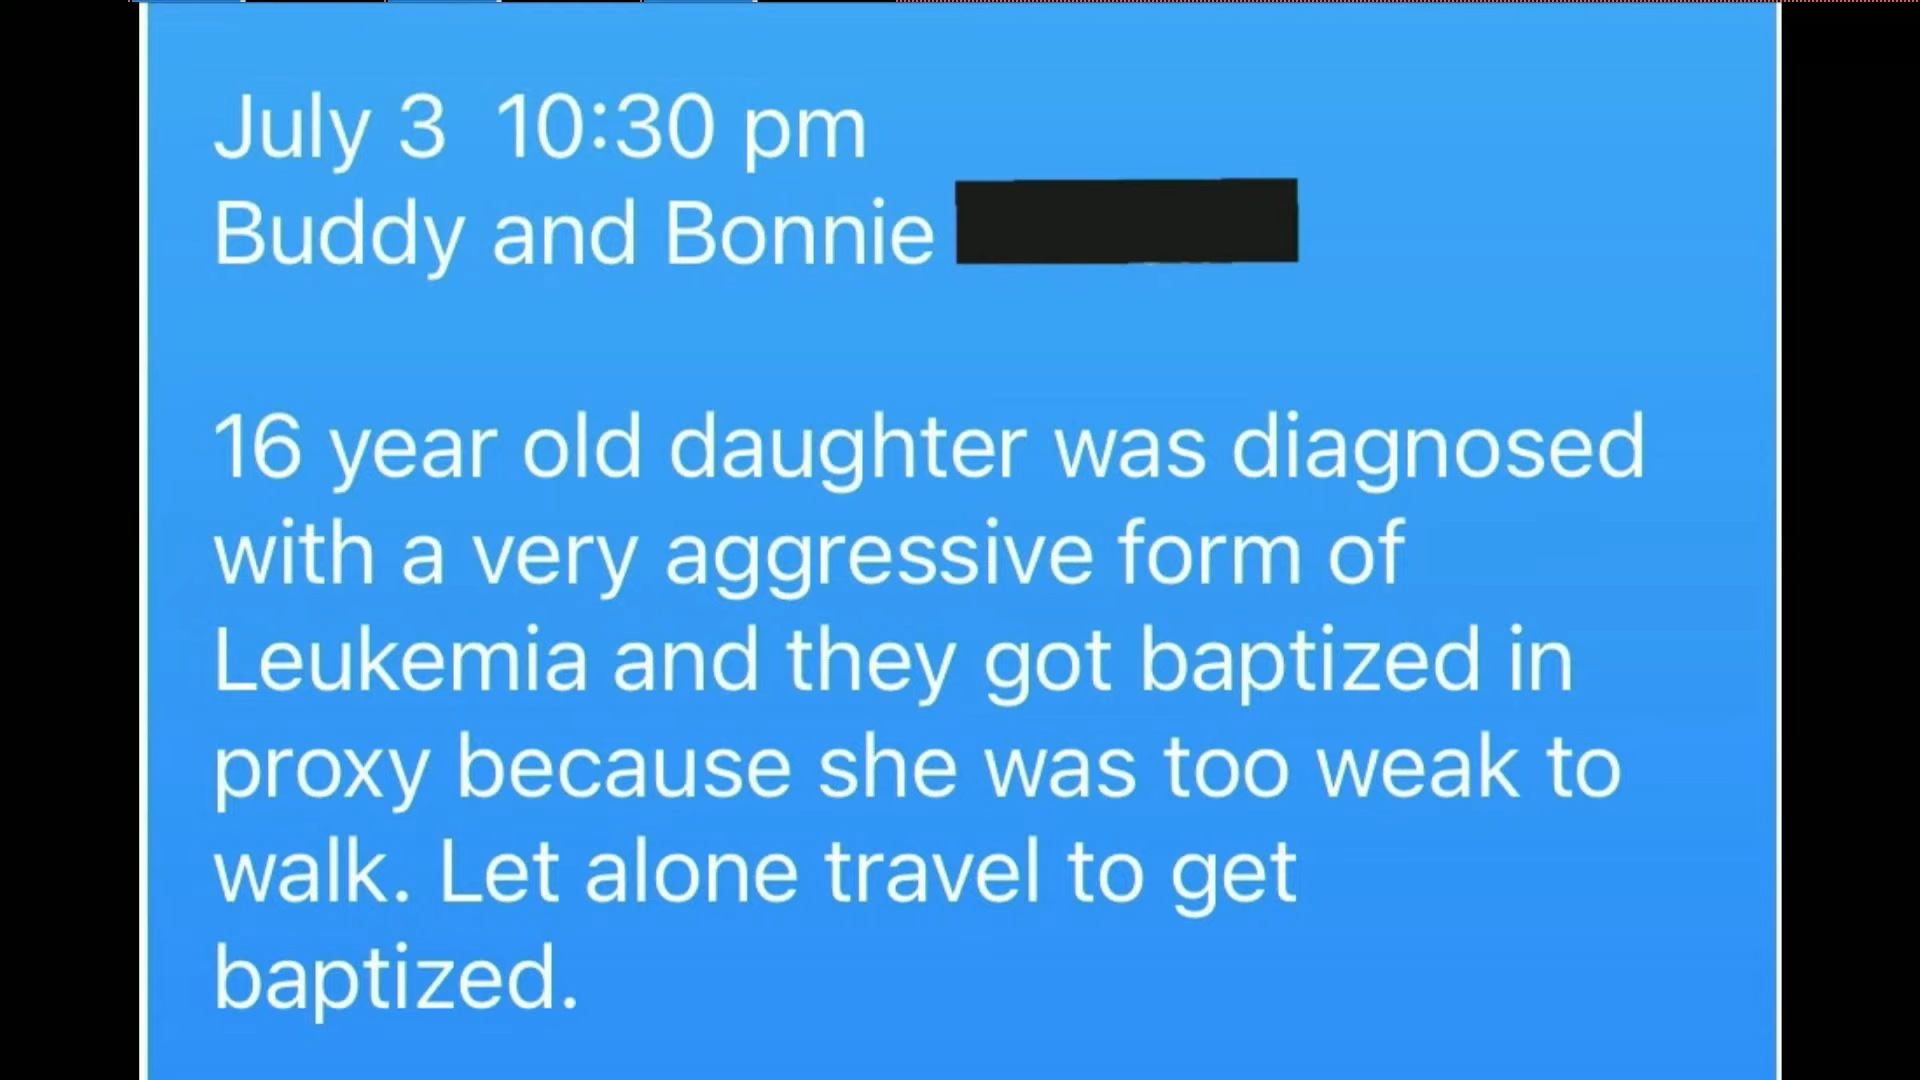 July 3  10:30 pm
Buddy and Bonnie
16 year old daughter was diagnosed
with a very aggressive form of
Leukemia and they got baptized in
proxy because she was too weak to
walk. Let alone travel to get
baptized.